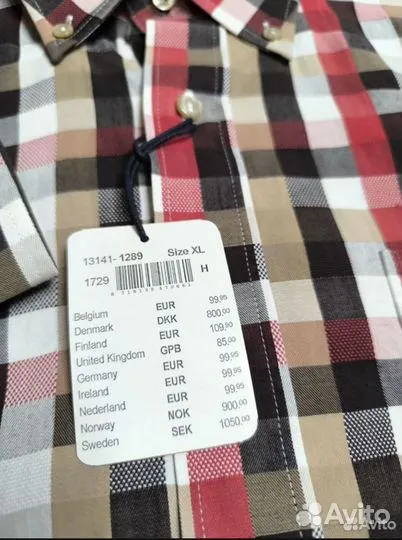 13141-1289 Size XL
1729 H
Belgium EUR 99,95
Denmark DKK 800,00
Finland EUR 109,90
United Kingdom GPB 85,00
Germany EUR 99,95
Ireland EUR 99,95
Nederland EUR 99,95
Norway NOK 900,00
Sweden SEK 1050,00
Avito
Avito